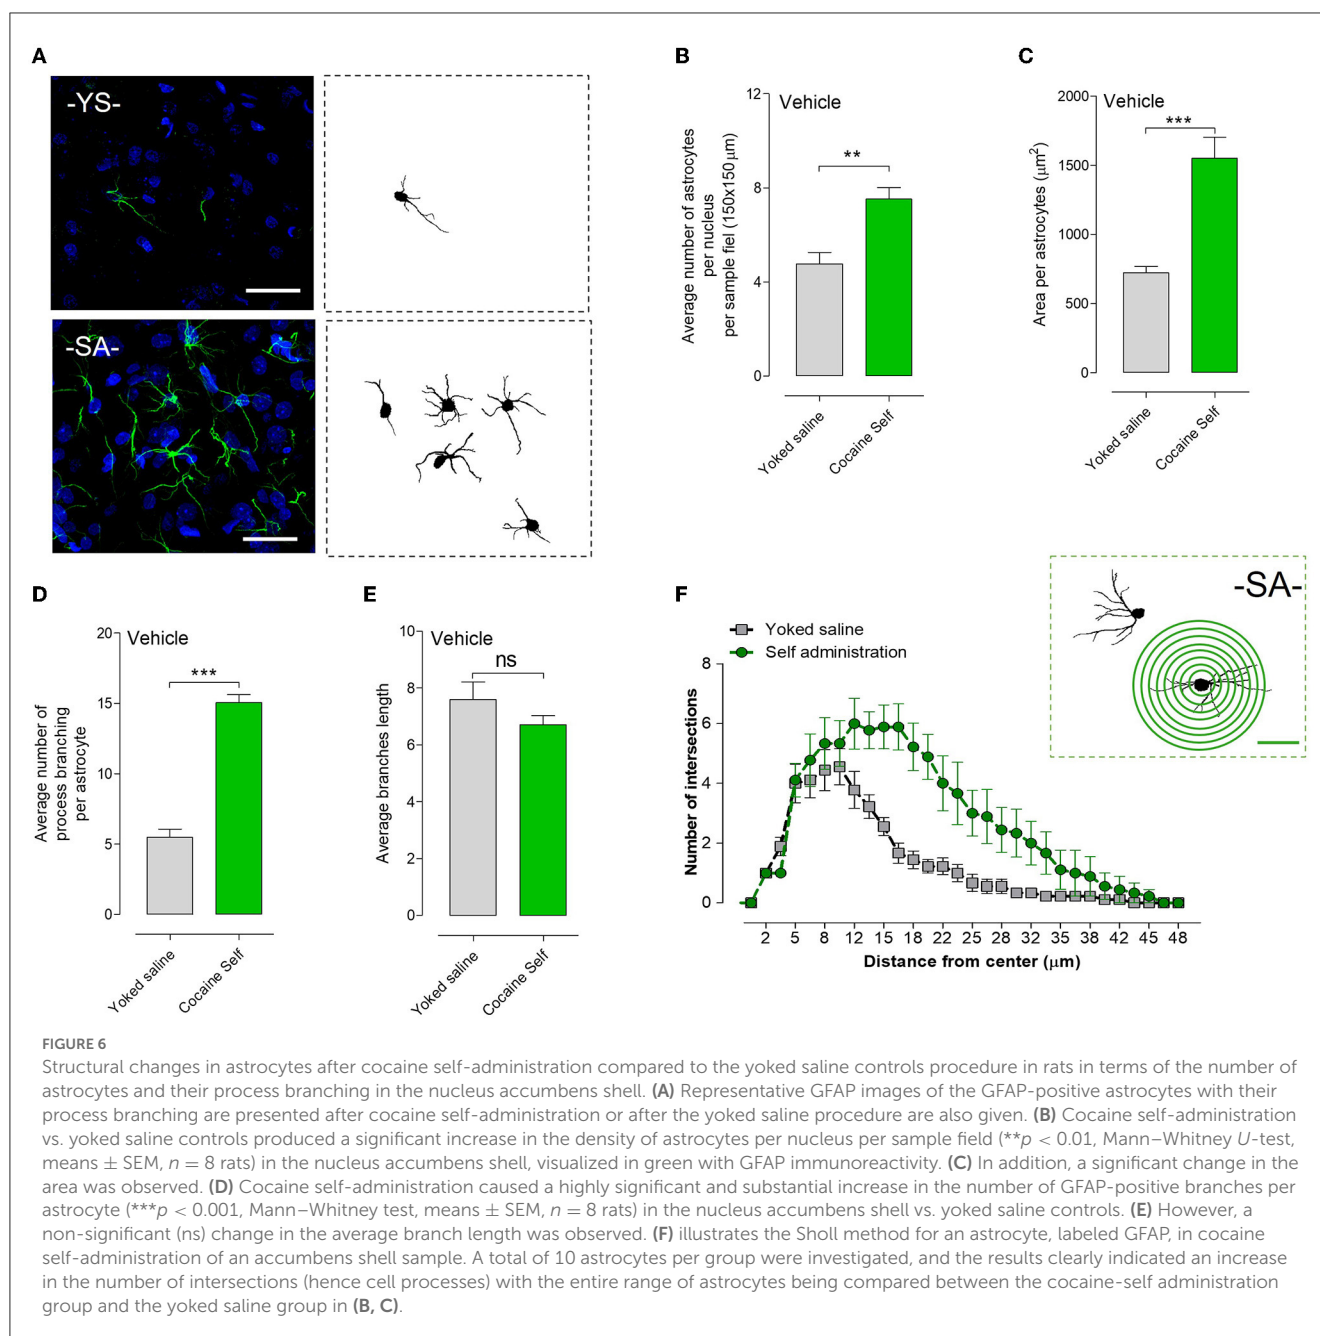 A
-YS-
-SA-
B
Vehicle
**
12
8
4
0
Average number of astrocytes
per nucleus
per sample fiel (150x150 μm)
Yoked saline
Cocaine Self
C
Vehicle
***
2000
1500
1000
500
0
Area per astrocytes (μm²)
Yoked saline
Cocaine Self
D
Vehicle
***
20
15
10
5
0
Average number of
process branching
per astrocyte
Yoked saline
Cocaine Self
E
Vehicle
ns
10
8
6
4
2
0
Average branches length
Yoked saline
Cocaine Self
F
Yoked saline
Self administration
-SA-
8
6
4
2
0
Number of intersections
2 5 8 12 15 18 22 25 28 32 35 38 42 45 48
Distance from center (μm)
FIGURE 6
Structural changes in astrocytes after cocaine self-administration compared to the yoked saline controls procedure in rats in terms of the number of
astrocytes and their process branching in the nucleus accumbens shell. (A) Representative GFAP images of the GFAP-positive astrocytes with their
process branching are presented after cocaine self-administration or after the yoked saline procedure are also given. (B) Cocaine self-administration
vs. yoked saline controls produced a significant increase in the density of astrocytes per nucleus per sample field (**p < 0.01, Mann–Whitney U-test,
means ± SEM, n = 8 rats) in the nucleus accumbens shell, visualized in green with GFAP immunoreactivity. (C) In addition, a significant change in the
area was observed. (D) Cocaine self-administration caused a highly significant and substantial increase in the number of GFAP-positive branches per
astrocyte (***p < 0.001, Mann–Whitney test, means ± SEM, n = 8 rats) in the nucleus accumbens shell vs. yoked saline controls. (E) However, a
non-significant (ns) change in the average branch length was observed. (F) illustrates the Sholl method for an astrocyte, labeled GFAP, in cocaine
self-administration of an accumbens shell sample. A total of 10 astrocytes per group were investigated, and the results clearly indicated an increase
in the number of intersections (hence cell processes) with the entire range of astrocytes being compared between the cocaine-self administration
group and the yoked saline group in (B, C).